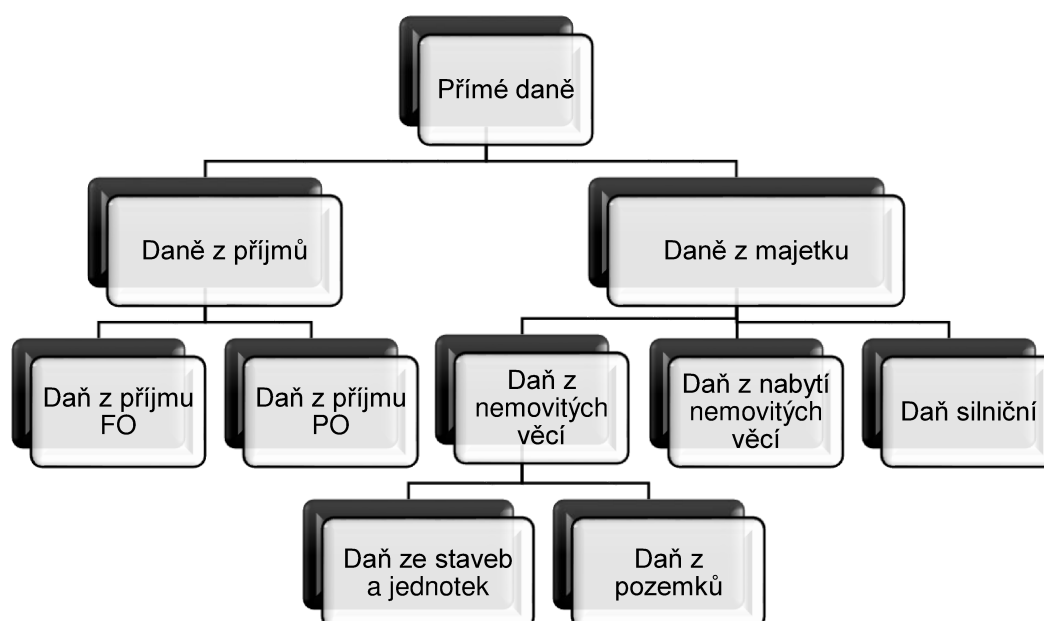 Přímé daně
Daně z příjmů
Daně z majetku
Daň z příjmu
FO
Daň z příjmu
PO
Daň z
nemovitých
věcí
Daň z nabytí
nemovitých
věcí
Daň silniční
Daň ze staveb
a jednotek
Daň z
pozemků